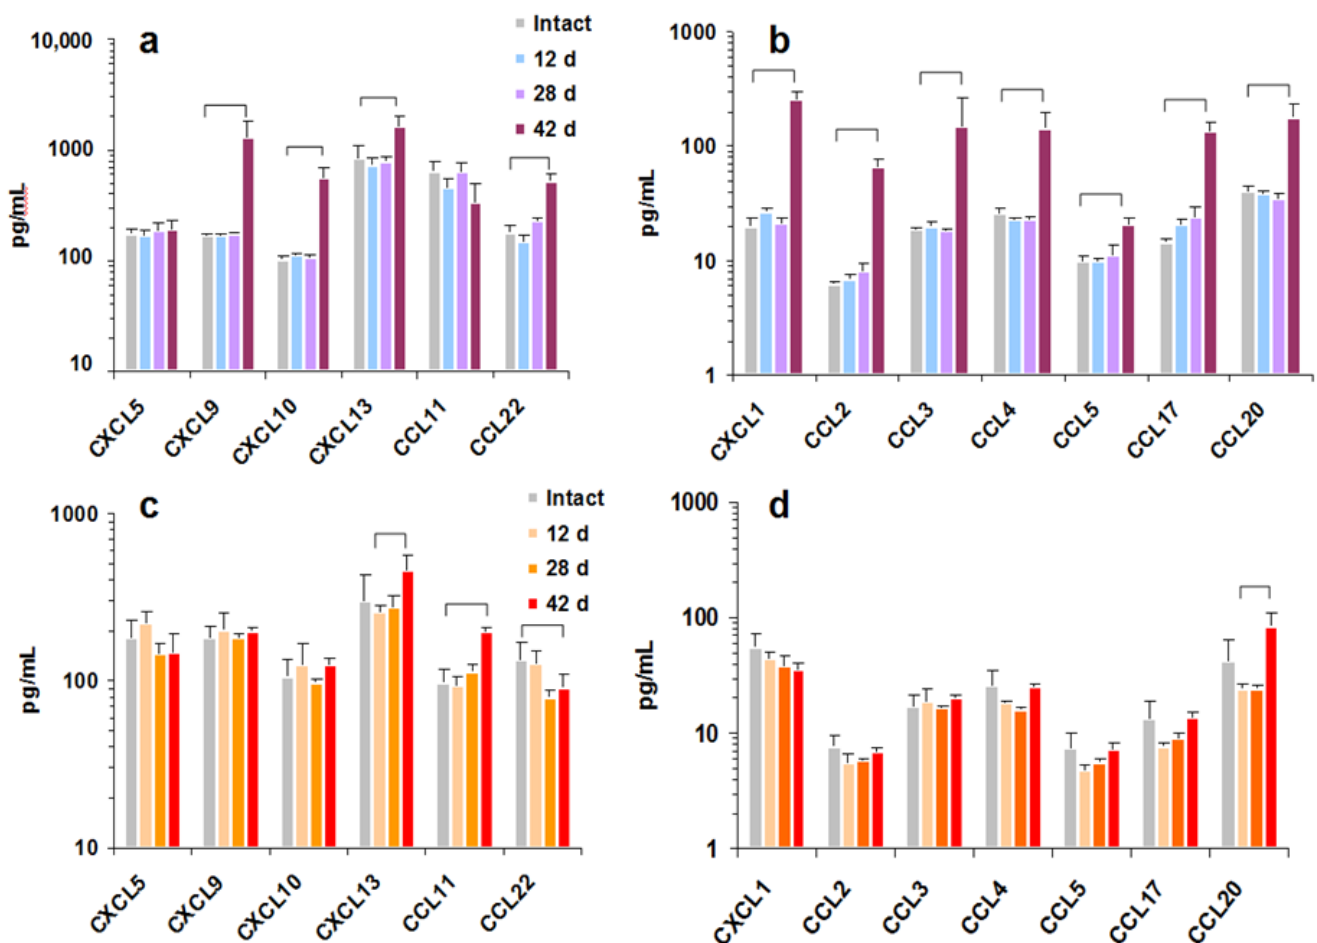 a
Intact
12 d
28 d
42 d
10,000
1000
100
10
pg/mL
CXCL5
CXCL9
CXCL10
CXCL13
CCL11
CCL22
b
1000
100
10
1
pg/mL
CXCL1
CCL2
CCL3
CCL4
CCL5
CCL17
CCL20
c
Intact
12 d
28 d
42 d
1000
100
10
pg/mL
CXCL5
CXCL9
CXCL10
CXCL13
CCL11
CCL22
d
1000
100
10
1
pg/mL
CXCL1
CCL2
CCL3
CCL4
CCL5
CCL17
CCL20